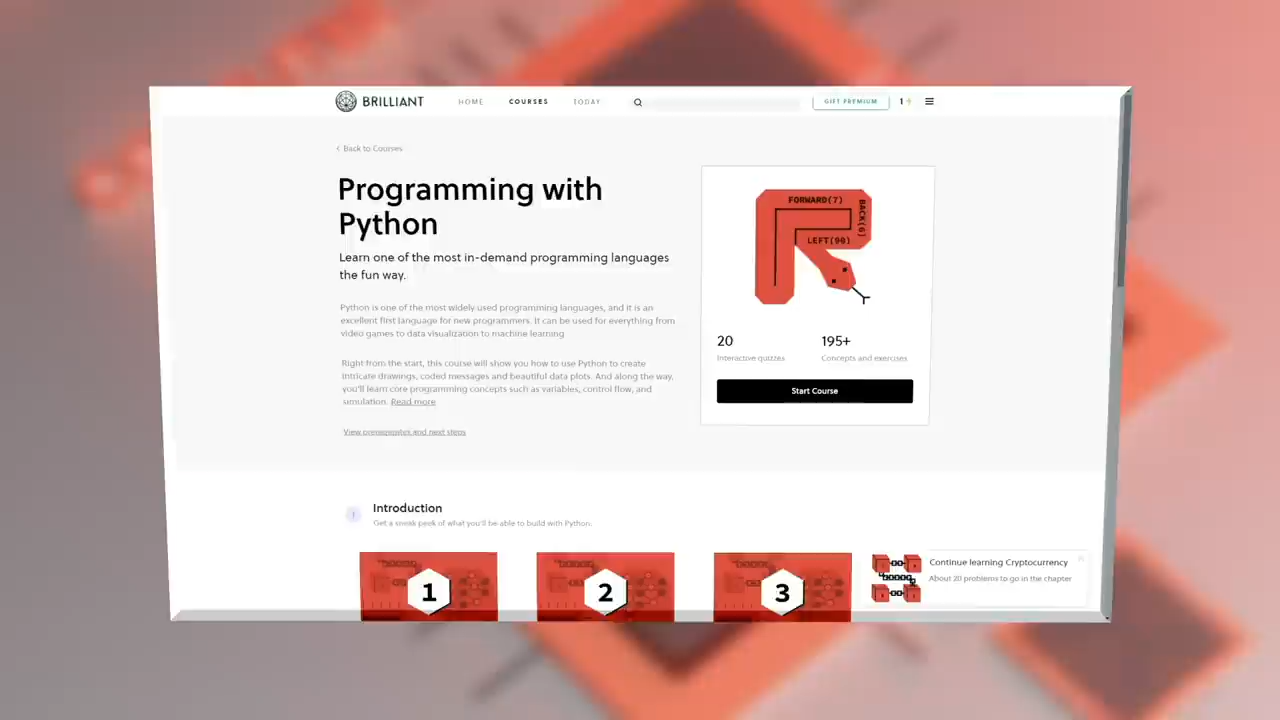 BRILLIANT
HOME
COURSES
TODAY
GIFT PREMIUM
1
Back to Courses
Programming with
Python
Learn one of the most in-demand programming languages
the fun way.
Python is one of the most widely used programming languages, and it is an
excellent first language for new programmers. It can be used for everything from
video games to data visualization to machine learning
Right from the start, this course will show you how to use Python to create
intricate drawings, coded messages and beautiful data plots. And along the way,
you'll learn core programming concepts such as variables, control flow, and
simulation. Read more
View prerequisites and next steps
FORWARD(7)
BACK(6)
LEFT(90)
20
Interactive quizzes
195+
Concepts and exercises
Start Course
Introduction
Get a sneak peek of what you'll be able to build with Python.
1
2
3
Continue learning Cryptocurrency
About 20 problems to go in the chapter